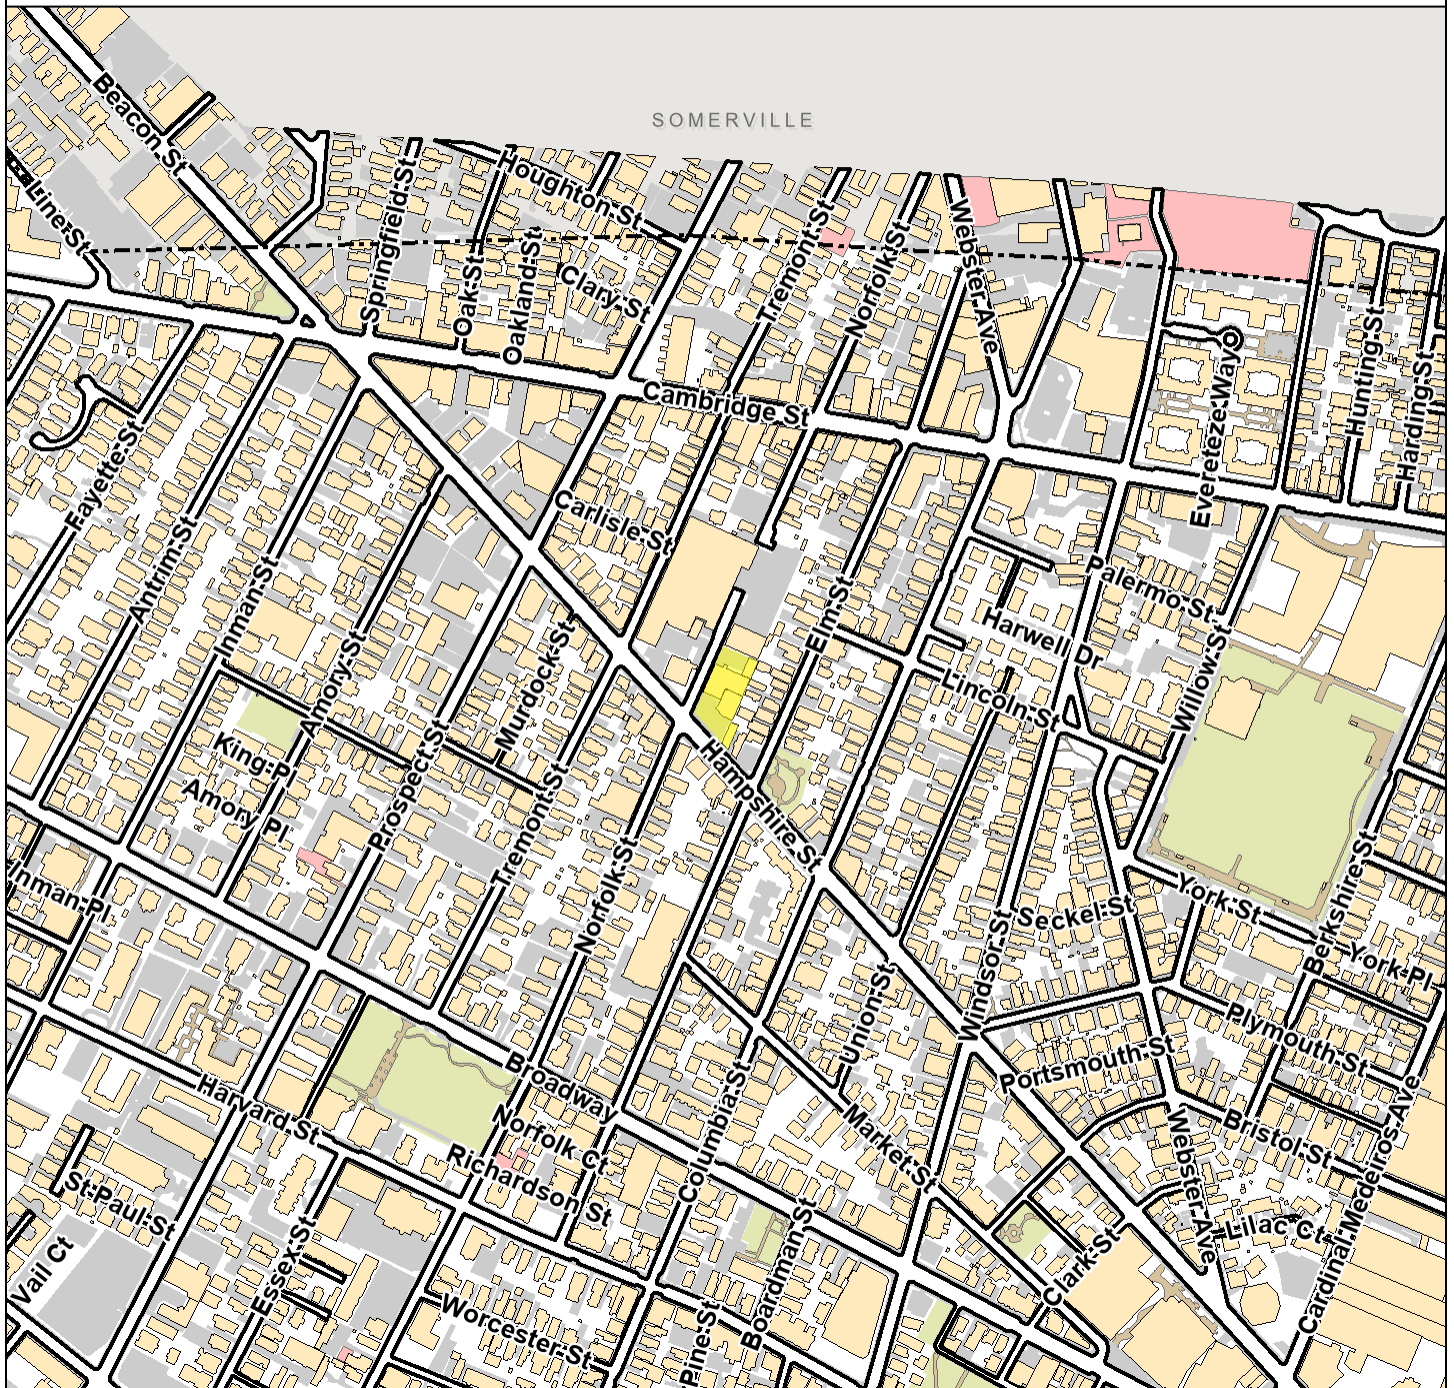 SOMERVILLE
Beacon St
Line St
Springfield St
Houghton St
Oak St
Oakland St
Clary St
Tremont St
Norfolk St
Webster Ave
Cambridge St
Evereteze Way
Hunting St
Harding St
Fayette St
Antrim St
Inman St
Carlisle St
Elm St
Palermo St
Harwell Dr
Lincoln St
Willow St
Amory St
Murdock St
King Pl
Amory Pl
Prospect St
Tremont St
Hampshire St
Norfolk St
Inman Pl
Seckel St
York St
Berkshire St
York Pl
Windsor St
Union St
Plymouth St
Portsmouth St
Broadway
Harvard St
Columbia St
Market St
Norfolk Ct
Richardson St
Bristol St
Webster Ave
Lilac Ct
Cardinal Medeiros Ave
St Paul St
Vail Ct
Essex St
Clark St
Boardman St
Worcester St
Pine St